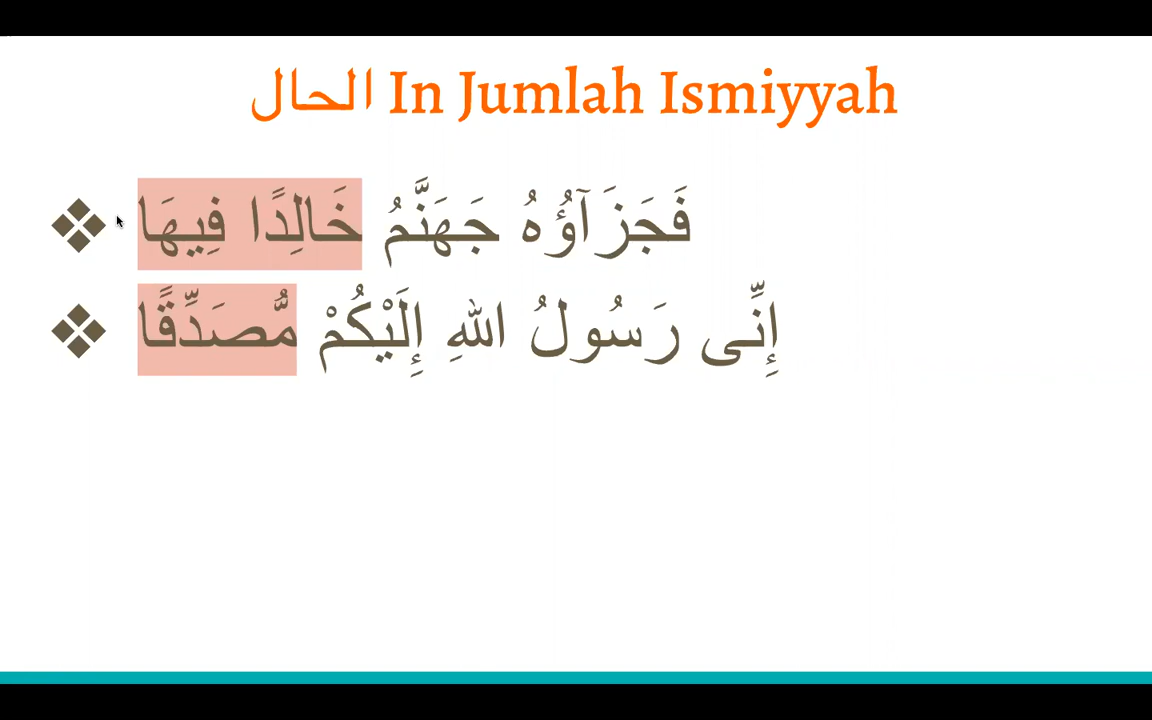 الحال In Jumlah Ismiyyah
❖ فَجَزَآؤُهُ جَهَنَّمُ خَالِدًا فِيهَا
❖ إِنِّى رَسُولُ اللهِ إِلَيْكُمْ مُّصَدِّقًا